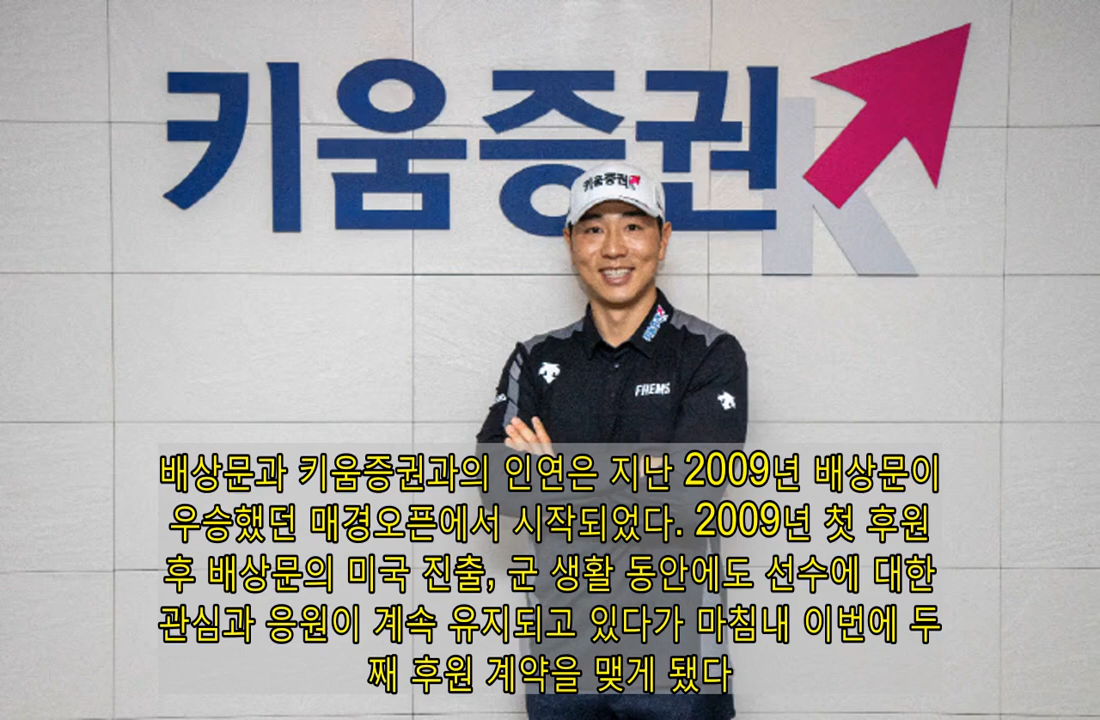 키움증권
키움증권
FHEMS
배상문과 키움증권과의 인연은 지난 2009년 배상문이
우승했던 매경오픈에서 시작되었다. 2009년 첫 후원
후 배상문의 미국 진출, 군 생활 동안에도 선수에 대한
관심과 응원이 계속 유지되고 있다가 마침내 이번에 두
째 후원 계약을 맺게 됐다